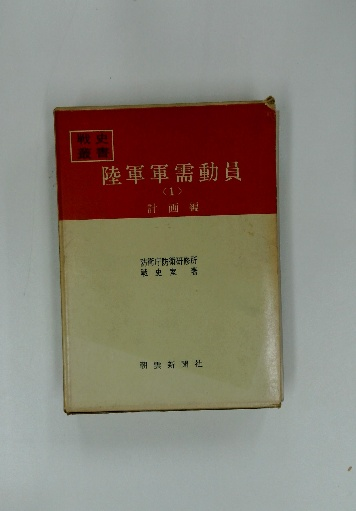 戦史
叢書
陸軍軍需動員
〈1〉
計画編
防衛庁防衛研修所
戦史室 著
朝雲新聞社